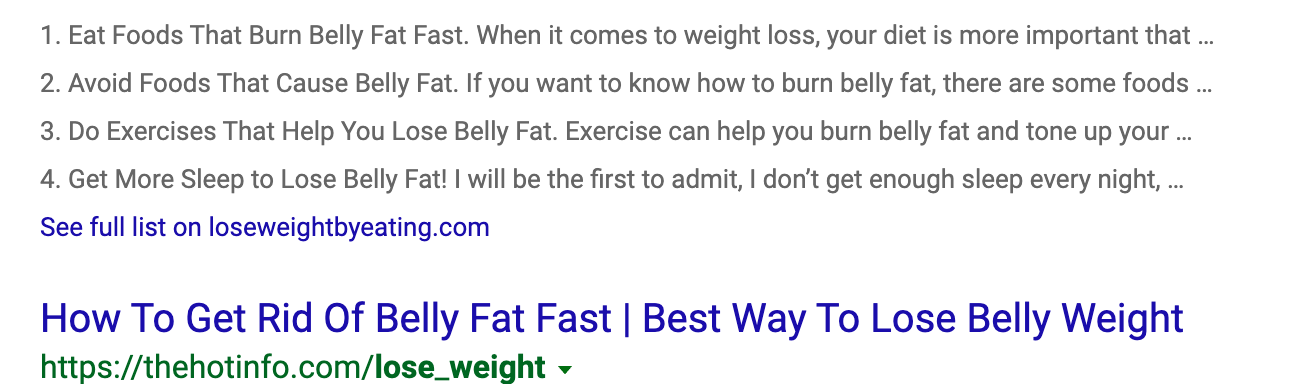 1. Eat Foods That Burn Belly Fat Fast. When it comes to weight loss, your diet is more important that ...
2. Avoid Foods That Cause Belly Fat. If you want to know how to burn belly fat, there are some foods ...
3. Do Exercises That Help You Lose Belly Fat. Exercise can help you burn belly fat and tone up your ...
4. Get More Sleep to Lose Belly Fat! I will be the first to admit, I don’t get enough sleep every night, ...
See full list on loseweightbyeating.com
How To Get Rid Of Belly Fat Fast | Best Way To Lose Belly Weight
https://thehotinfo.com/lose_weight